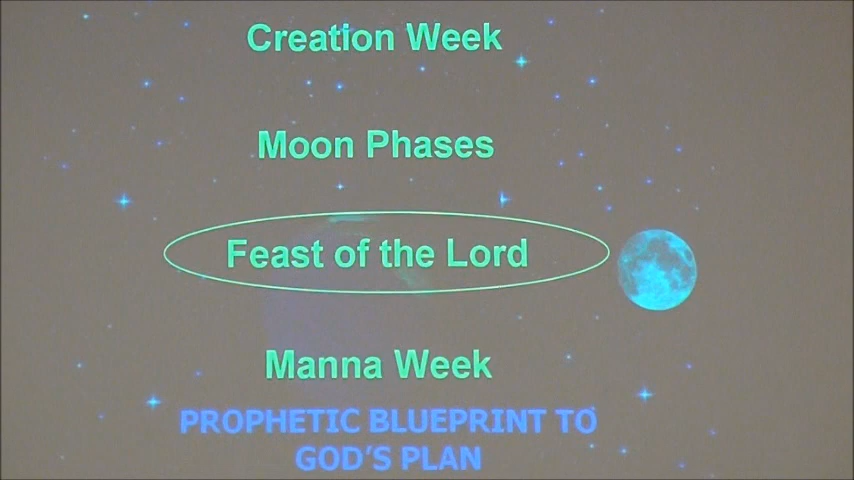 Creation Week
Moon Phases
Feast of the Lord
Manna Week
PROPHETIC BLUEPRINT TO
GOD'S PLAN